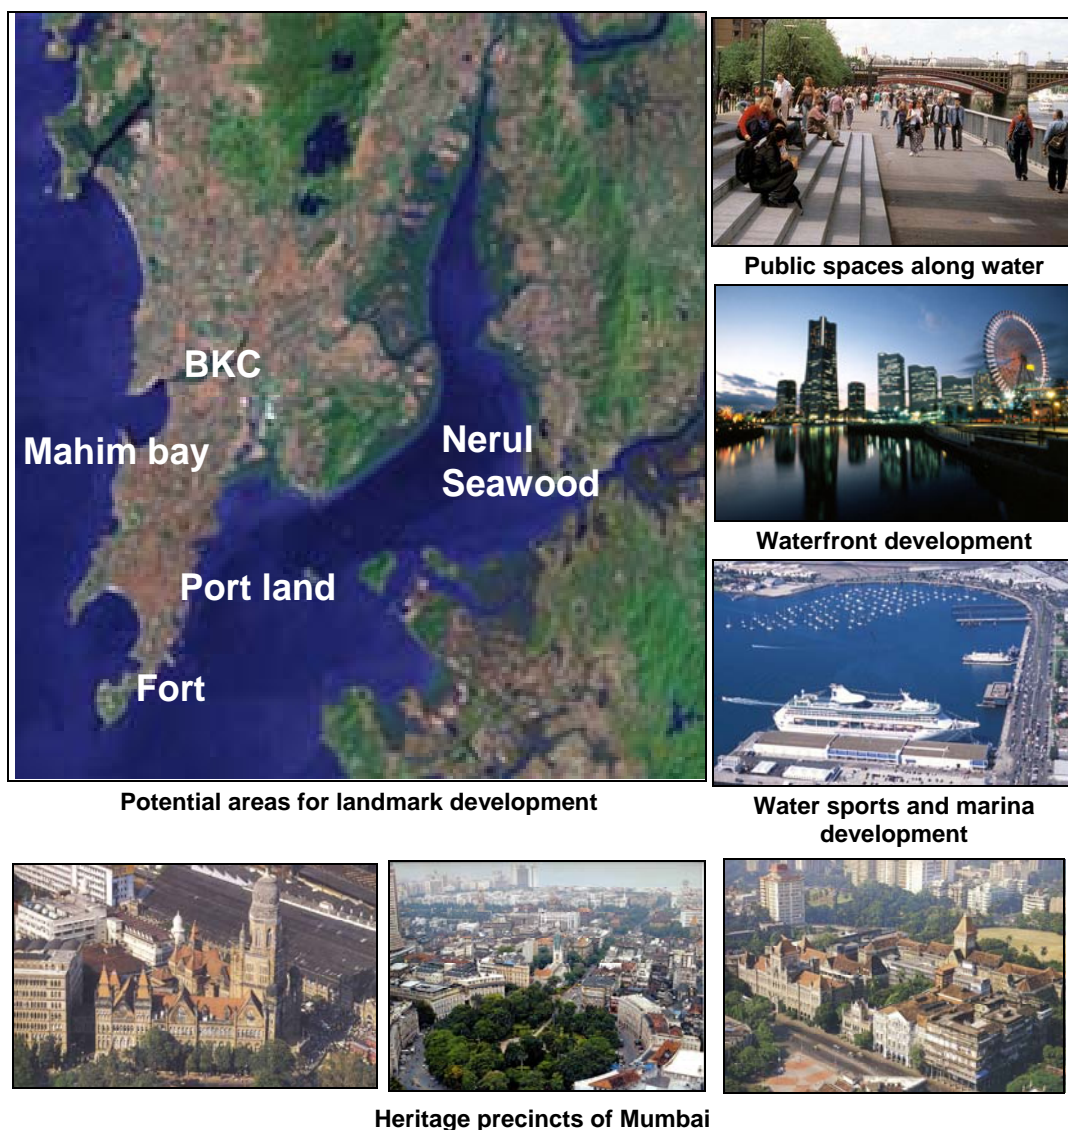 BKC
Mahim bay
Nerul
Seawood
Port land
Fort
Potential areas for landmark development
Public spaces along water
Waterfront development
Water sports and marina
development
Heritage precincts of Mumbai